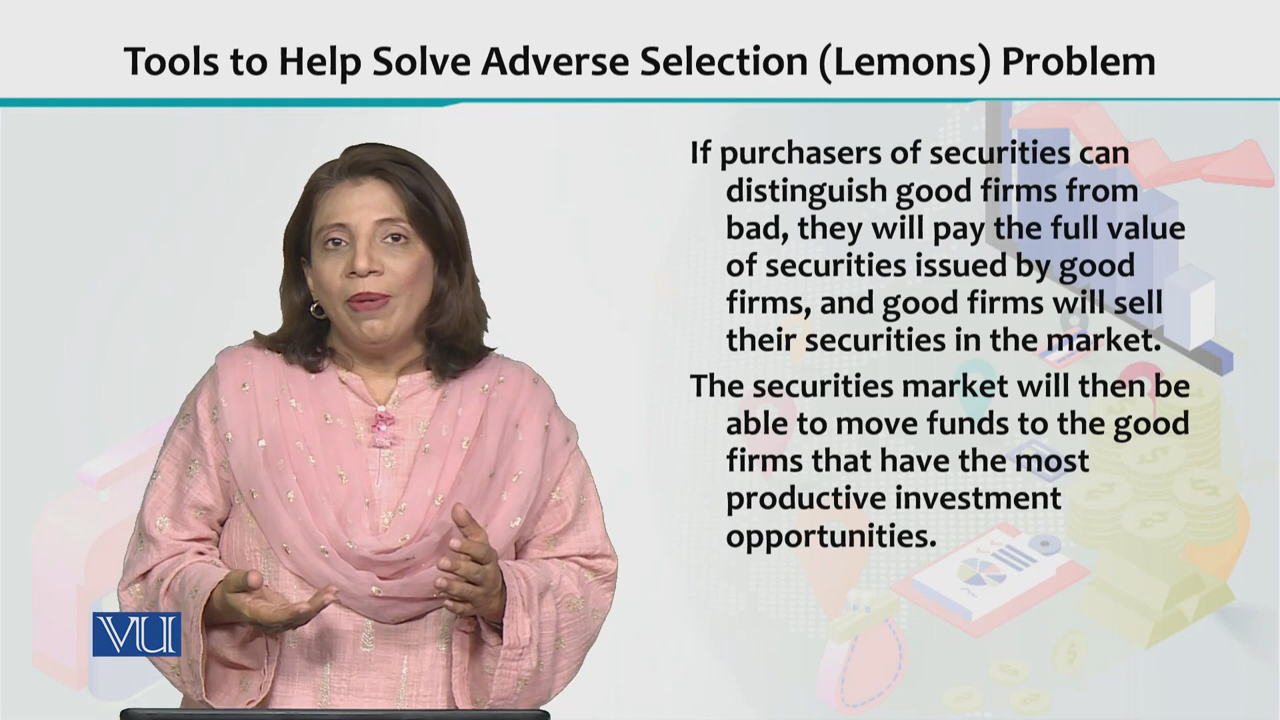 Tools to Help Solve Adverse Selection (Lemons) Problem
If purchasers of securities can
distinguish good firms from
bad, they will pay the full value
of securities issued by good
firms, and good firms will sell
their securities in the market.
The securities market will then be
able to move funds to the good
firms that have the most
productive investment
opportunities.
VU